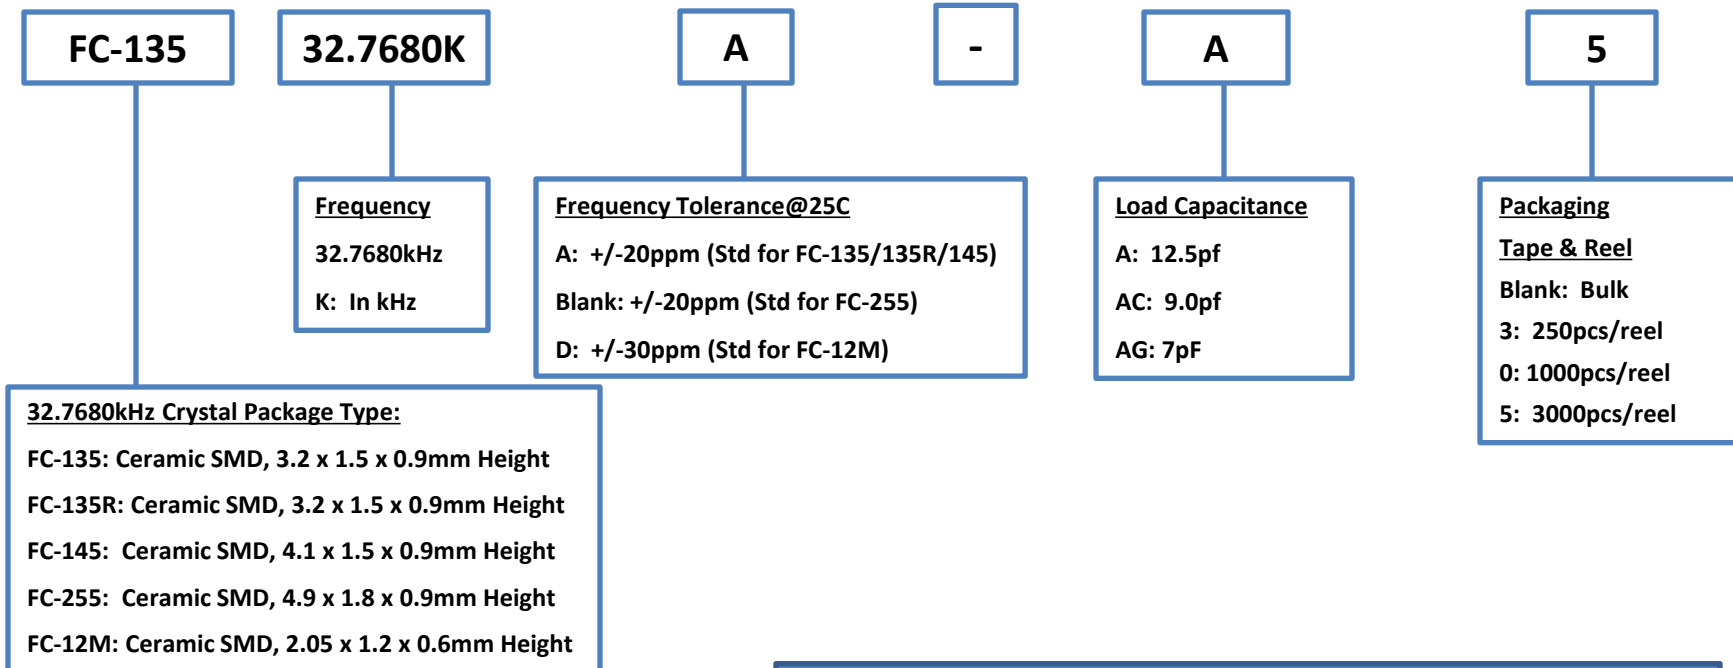 FC-135 32.7680K A - A 5
Frequency
32.7680kHz
K: In kHz
Frequency Tolerance@25C
A: +/-20ppm (Std for FC-135/135R/145)
Blank: +/-20ppm (Std for FC-255)
D: +/-30ppm (Std for FC-12M)
Load Capacitance
A: 12.5pf
AC: 9.0pf
AG: 7pF
Packaging
Tape & Reel
Blank: Bulk
3: 250pcs/reel
0: 1000pcs/reel
5: 3000pcs/reel
32.7680kHz Crystal Package Type:
FC-135: Ceramic SMD, 3.2 x 1.5 x 0.9mm Height
FC-135R: Ceramic SMD, 3.2 x 1.5 x 0.9mm Height
FC-145: Ceramic SMD, 4.1 x 1.5 x 0.9mm Height
FC-255: Ceramic SMD, 4.9 x 1.8 x 0.9mm Height
FC-12M: Ceramic SMD, 2.05 x 1.2 x 0.6mm Height